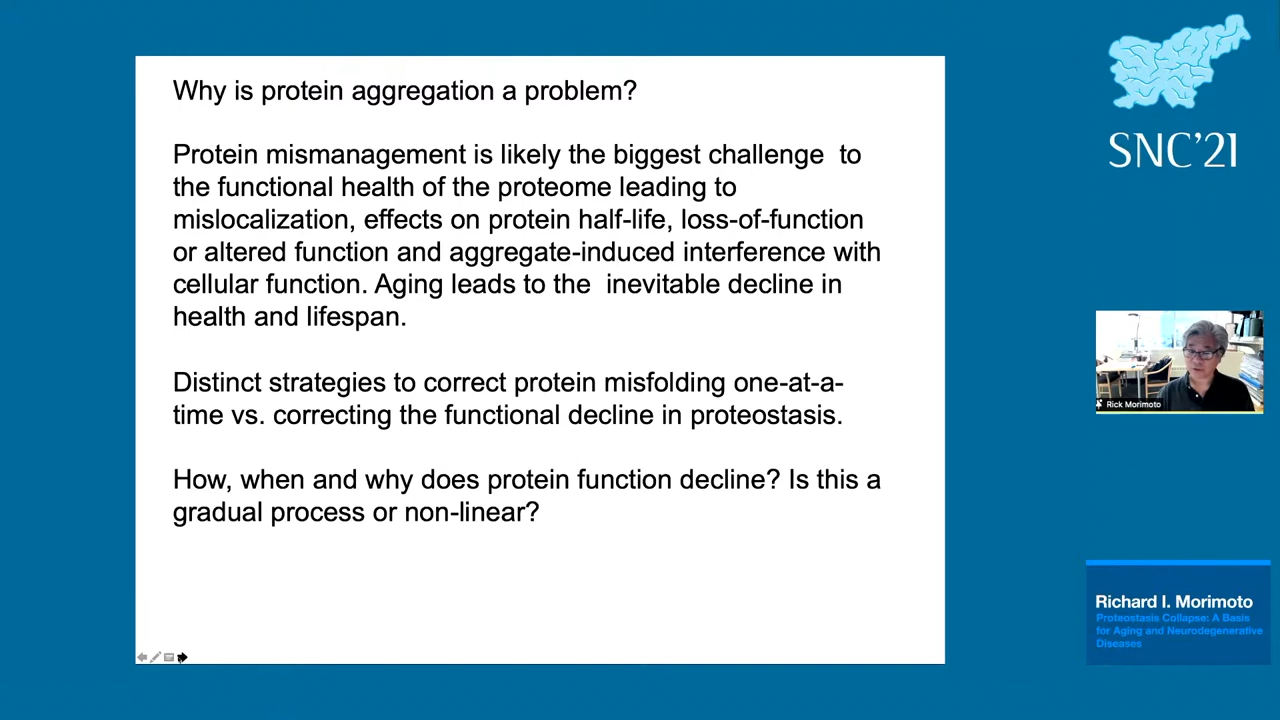 Why is protein aggregation a problem?
Protein mismanagement is likely the biggest challenge  to
the functional health of the proteome leading to
mislocalization, effects on protein half-life, loss-of-function
or altered function and aggregate-induced interference with
cellular function. Aging leads to the  inevitable decline in
health and lifespan.
Distinct strategies to correct protein misfolding one-at-a-
time vs. correcting the functional decline in proteostasis.
How, when and why does protein function decline? Is this a
gradual process or non-linear?
SNC'21
Rick Morimoto
Richard I. Morimoto
Proteostasis Collapse: A Basis
for Aging and Neurodegenerative
Diseases